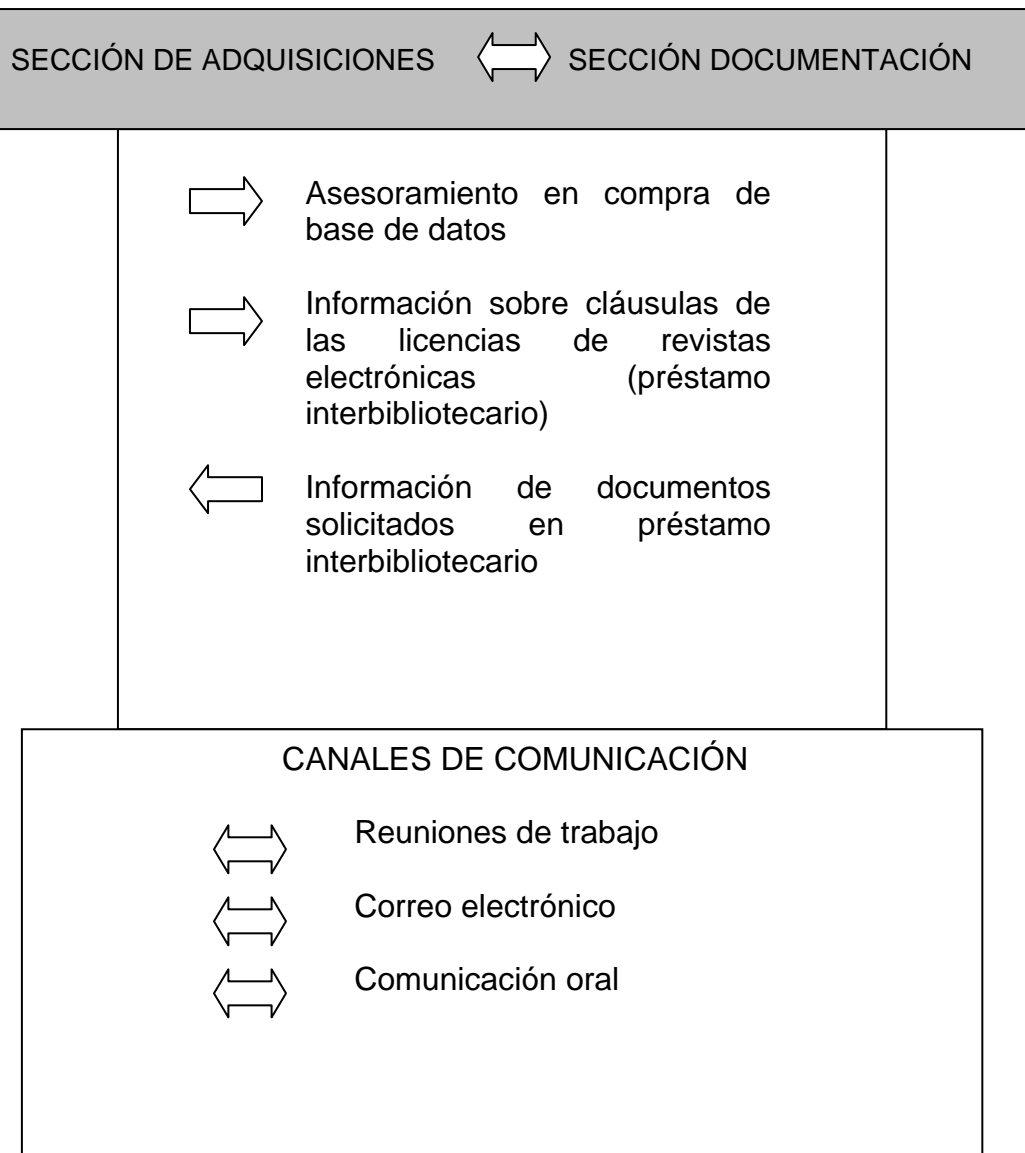 SECCIÓN DE ADQUISICIONES SECCIÓN DOCUMENTACIÓN
Asesoramiento en compra de
base de datos
Información sobre cláusulas de
las licencias de revistas
electrónicas (préstamo
interbibliotecario)
Información de documentos
solicitados en préstamo
interbibliotecario
CANALES DE COMUNICACIÓN
Reuniones de trabajo
Correo electrónico
Comunicación oral